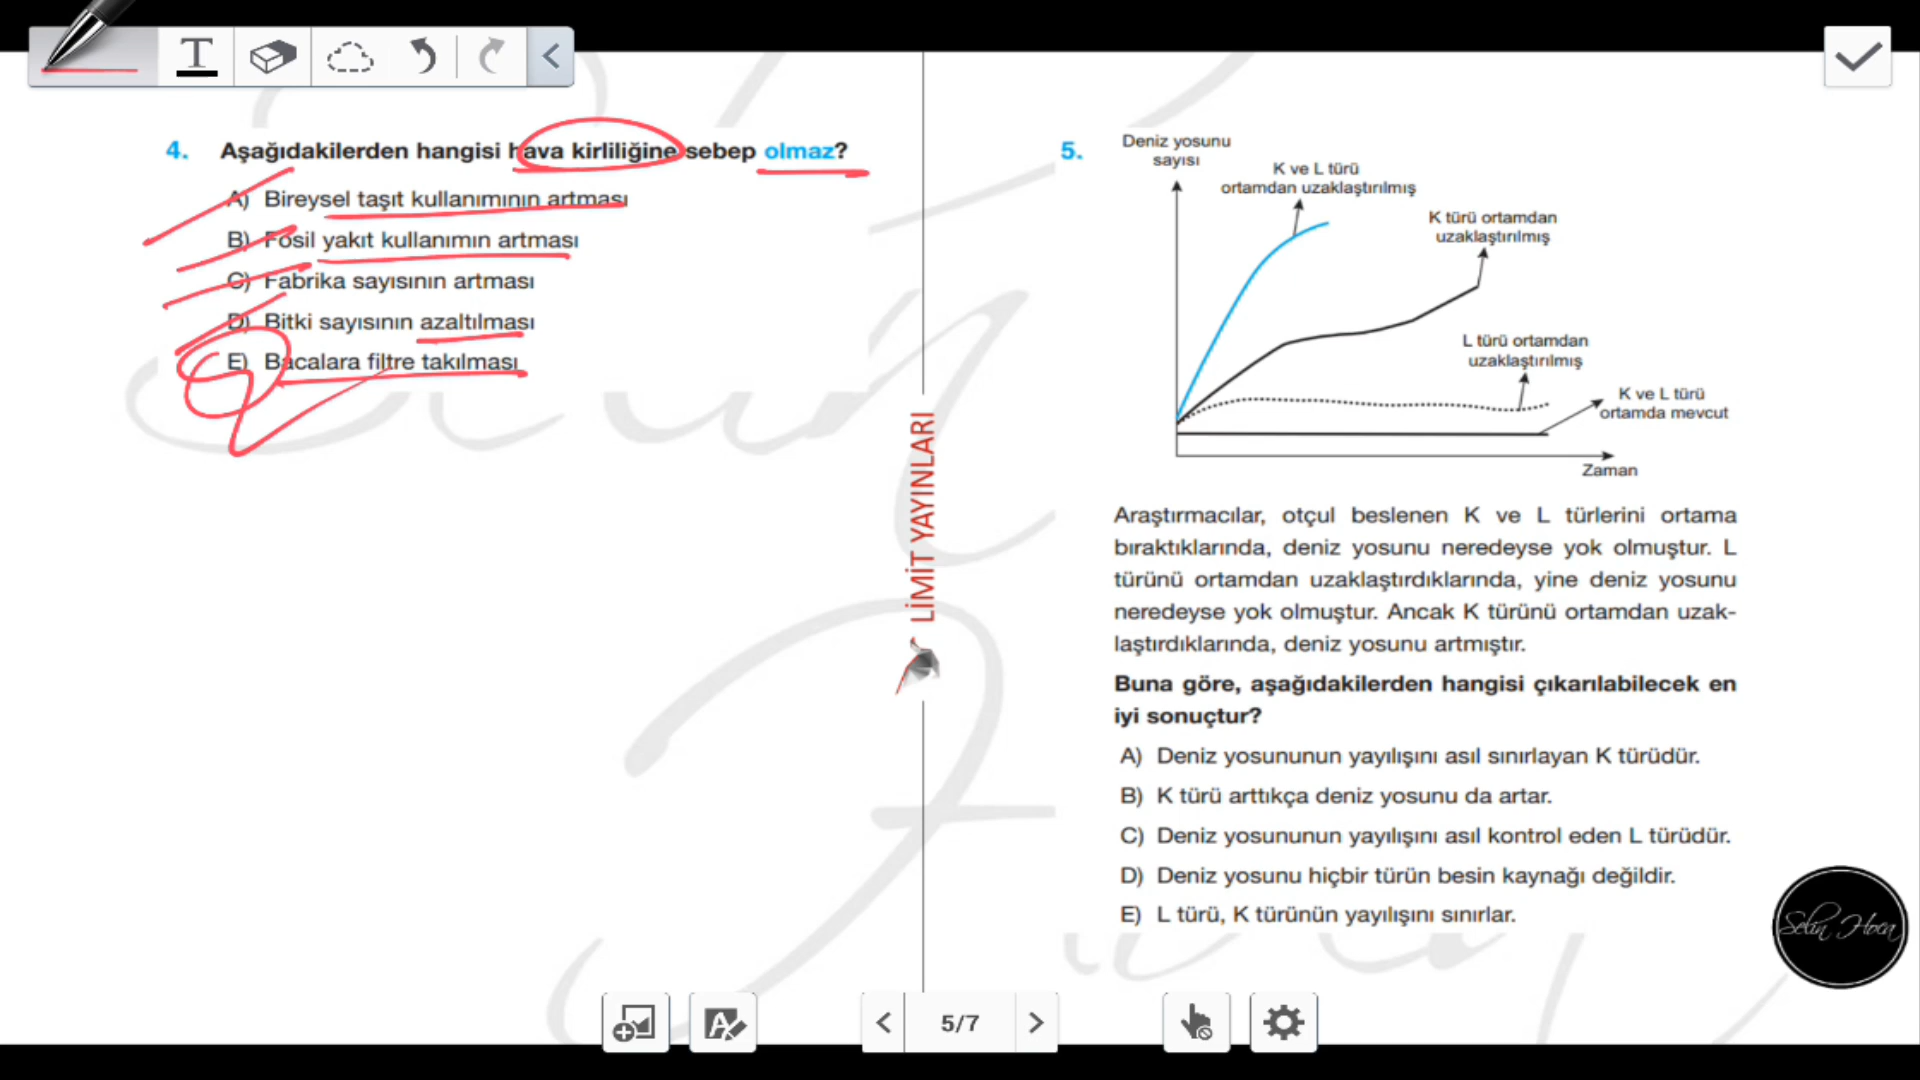 T
4. Aşağıdakilerden hangisi hava kirliliğine sebep olmaz?
A) Bireysel taşıt kullanımının artması
B) Fosil yakıt kullanımın artması
C) Fabrika sayısının artması
D) Bitki sayısının azaltılması
E) Bacalara filtre takılması
LİMİT YAYINLARI
5.
Deniz yosunu
sayısı
K ve L türü
ortamdan uzaklaştırılmış
K türü ortamdan
uzaklaştırılmış
L türü ortamdan
uzaklaştırılmış
K ve L türü
ortamda mevcut
Zaman
Araştırmacılar, otçul beslenen K ve L türlerini ortama
bıraktıklarında, deniz yosunu neredeyse yok olmuştur. L
türünü ortamdan uzaklaştırdıklarında, yine deniz yosunu
neredeyse yok olmuştur. Ancak K türünü ortamdan uzak-
laştırdıklarında, deniz yosunu artmıştır.
Buna göre, aşağıdakilerden hangisi çıkarılabilecek en
iyi sonuçtur?
A) Deniz yosununun yayılışını asıl sınırlayan K türüdür.
B) K türü arttıkça deniz yosunu da artar.
C) Deniz yosununun yayılışını asıl kontrol eden L türüdür.
D) Deniz yosunu hiçbir türün besin kaynağı değildir.
E) L türü, K türünün yayılışını sınırlar.
Selin Hoca
A
5/7